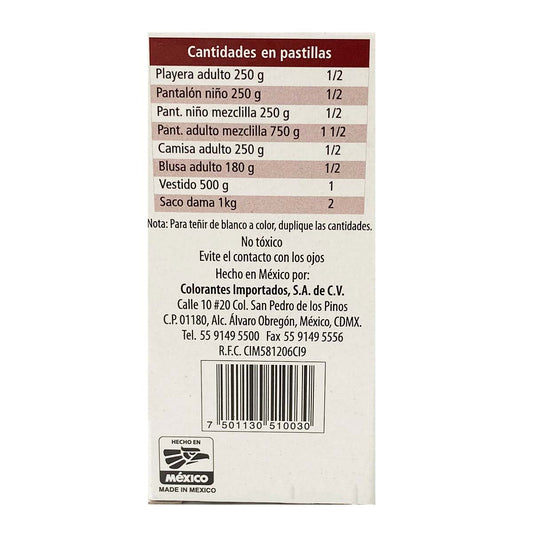 Cantidades en pastillas
Playera adulto 250 g 1/2
Pantalón niño 250 g 1/2
Pant. niño mezclilla 250 g 1/2
Pant. adulto mezclilla 750 g 1 1/2
Camisa adulto 250 g 1/2
Blusa adulto 180 g 1/2
Vestido 500 g 1
Saco dama 1kg 2
Nota: Para teñir de blanco a color, duplique las cantidades.
No tóxico
Evite el contacto con los ojos
Hecho en México por:
Colorantes Importados, S.A. de C.V.
Calle 10 #20 Col. San Pedro de los Pinos
C.P. 01180, Alc. Álvaro Obregón, México, CDMX.
Tel. 55 9149 5500 Fax 55 9149 5556
R.F.C. CIM581206CI9
7 501130 510030
HECHO EN
MÉXICO
MADE IN MEXICO